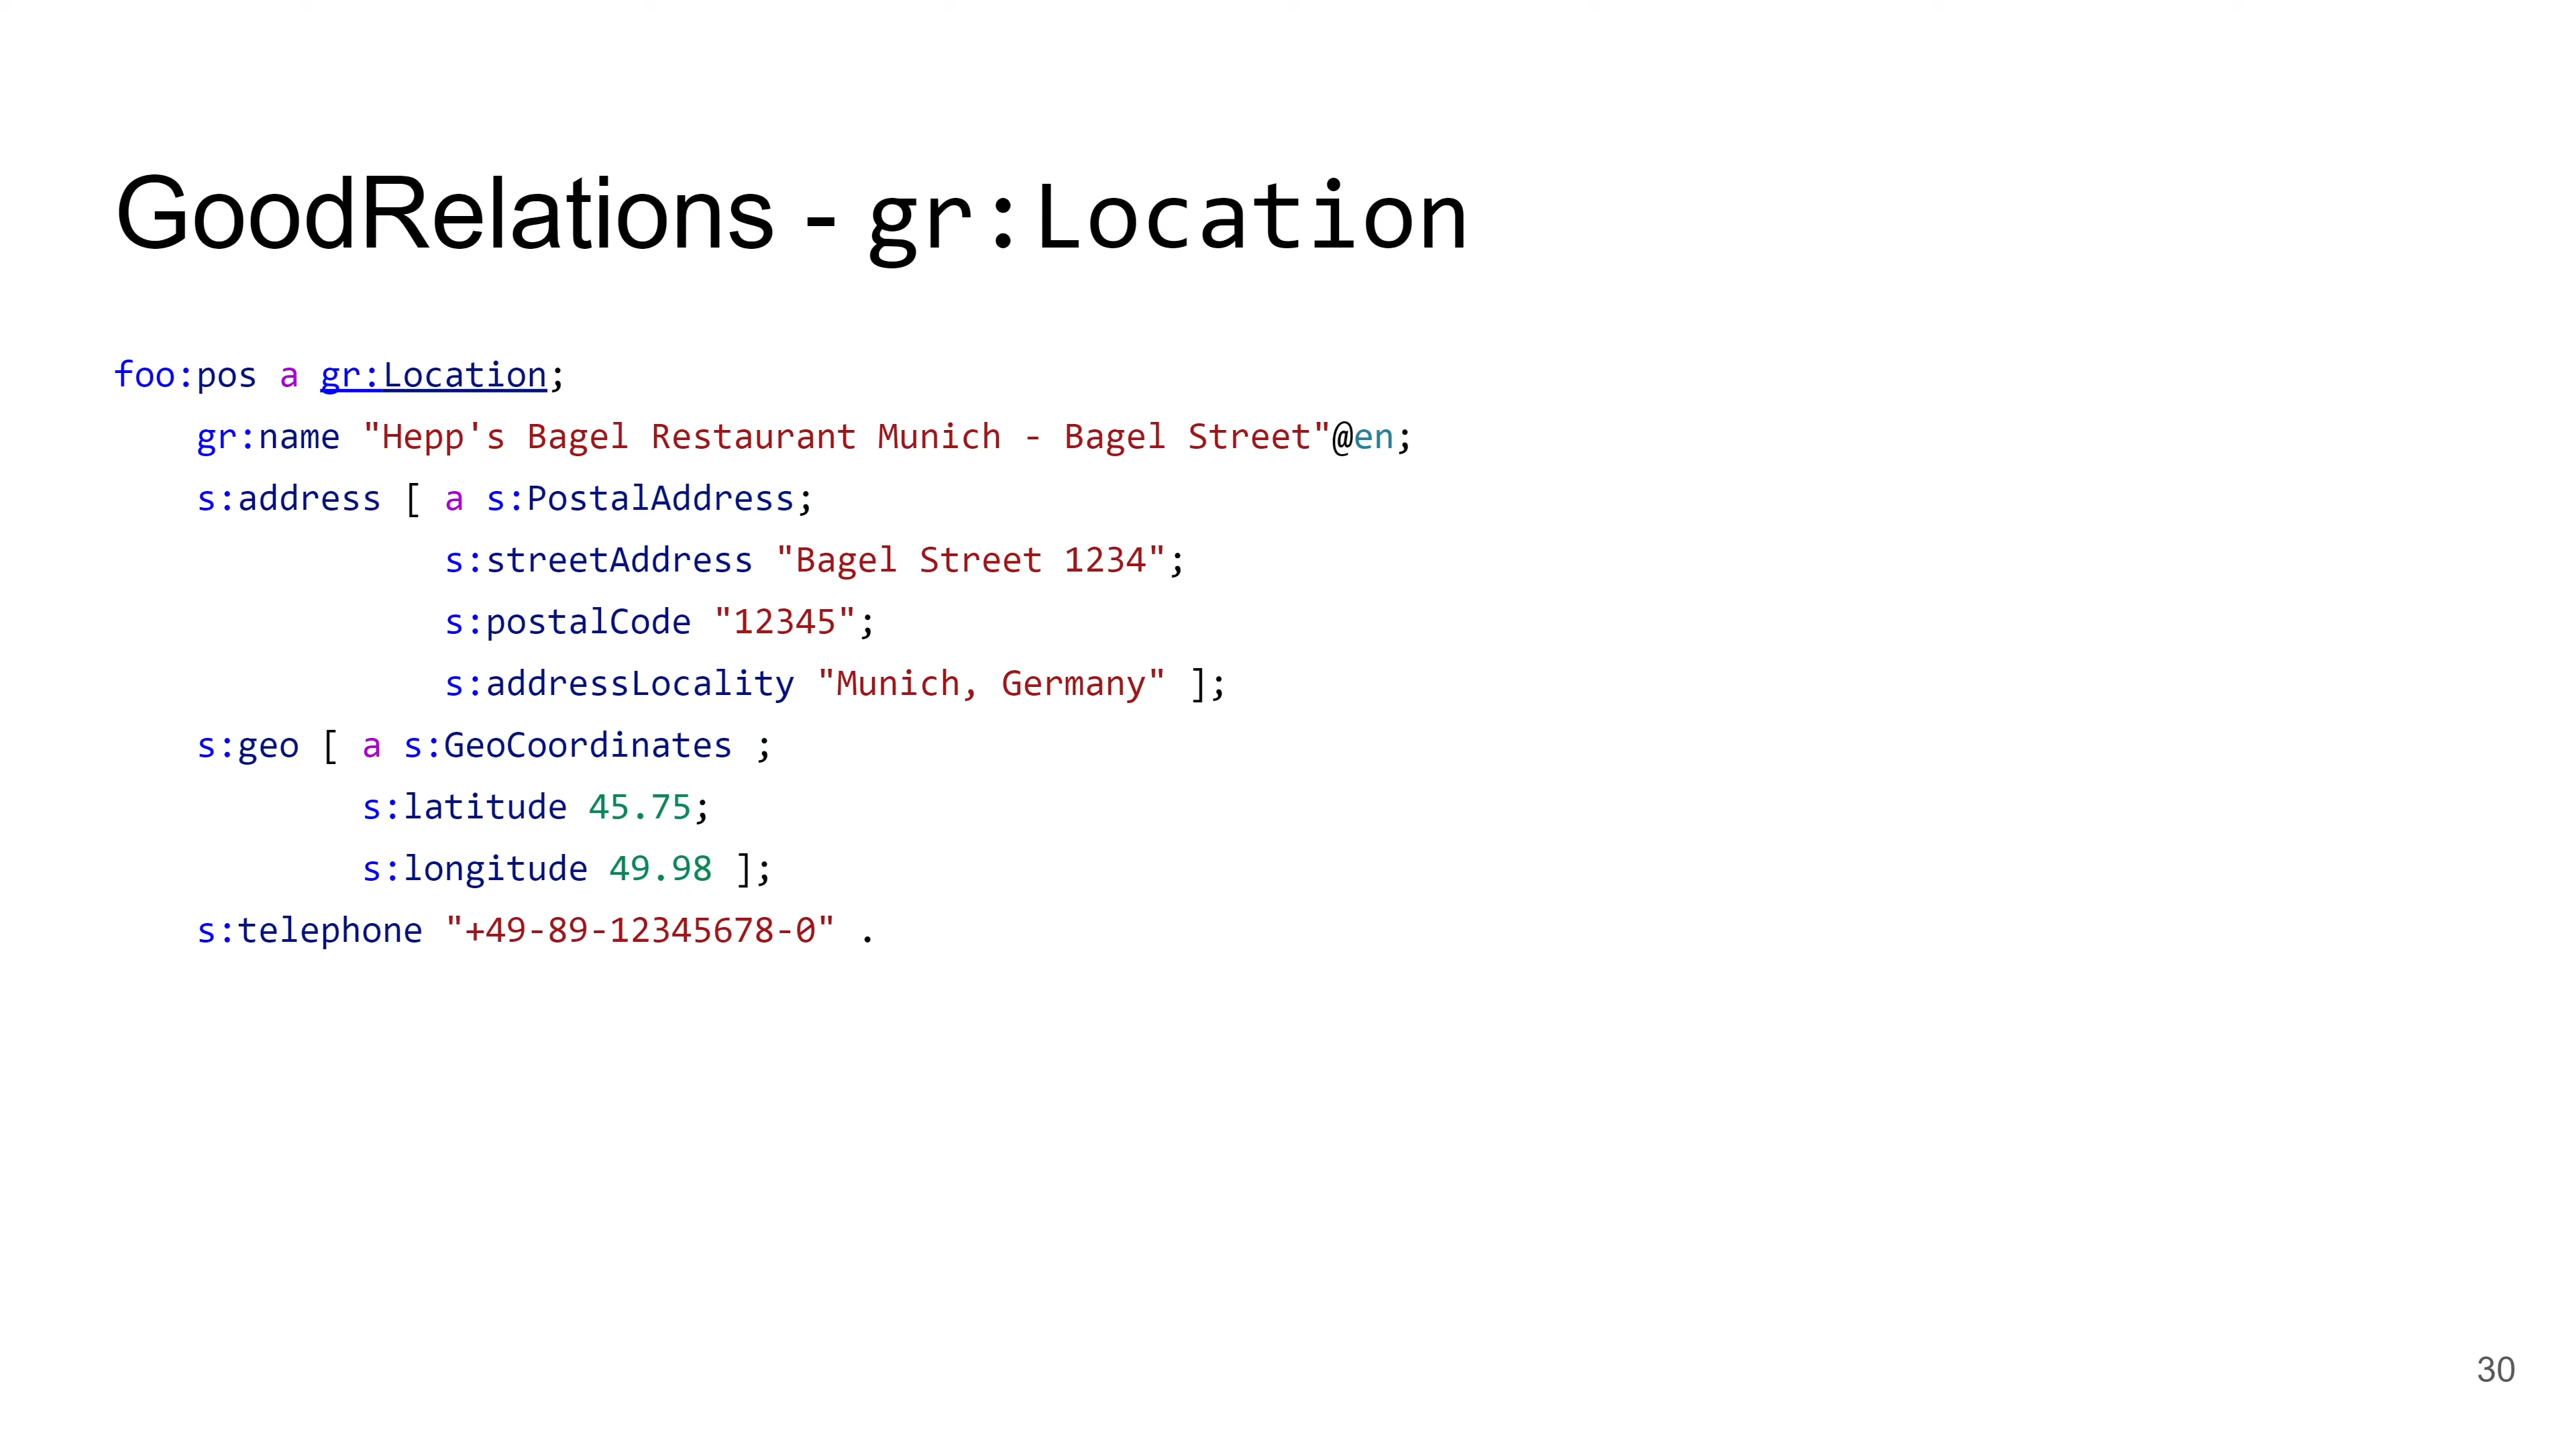 GoodRelations - gr:Location
foo:pos a gr:Location;
gr:name "Hepp's Bagel Restaurant Munich - Bagel Street"@en;
s:address [ a s:PostalAddress;
s:streetAddress "Bagel Street 1234";
s:postalCode "12345";
s:addressLocality "Munich, Germany" ];
s:geo [ a s:GeoCoordinates ;
s:latitude 45.75;
s:longitude 49.98 ];
s:telephone "+49-89-12345678-0" .
30